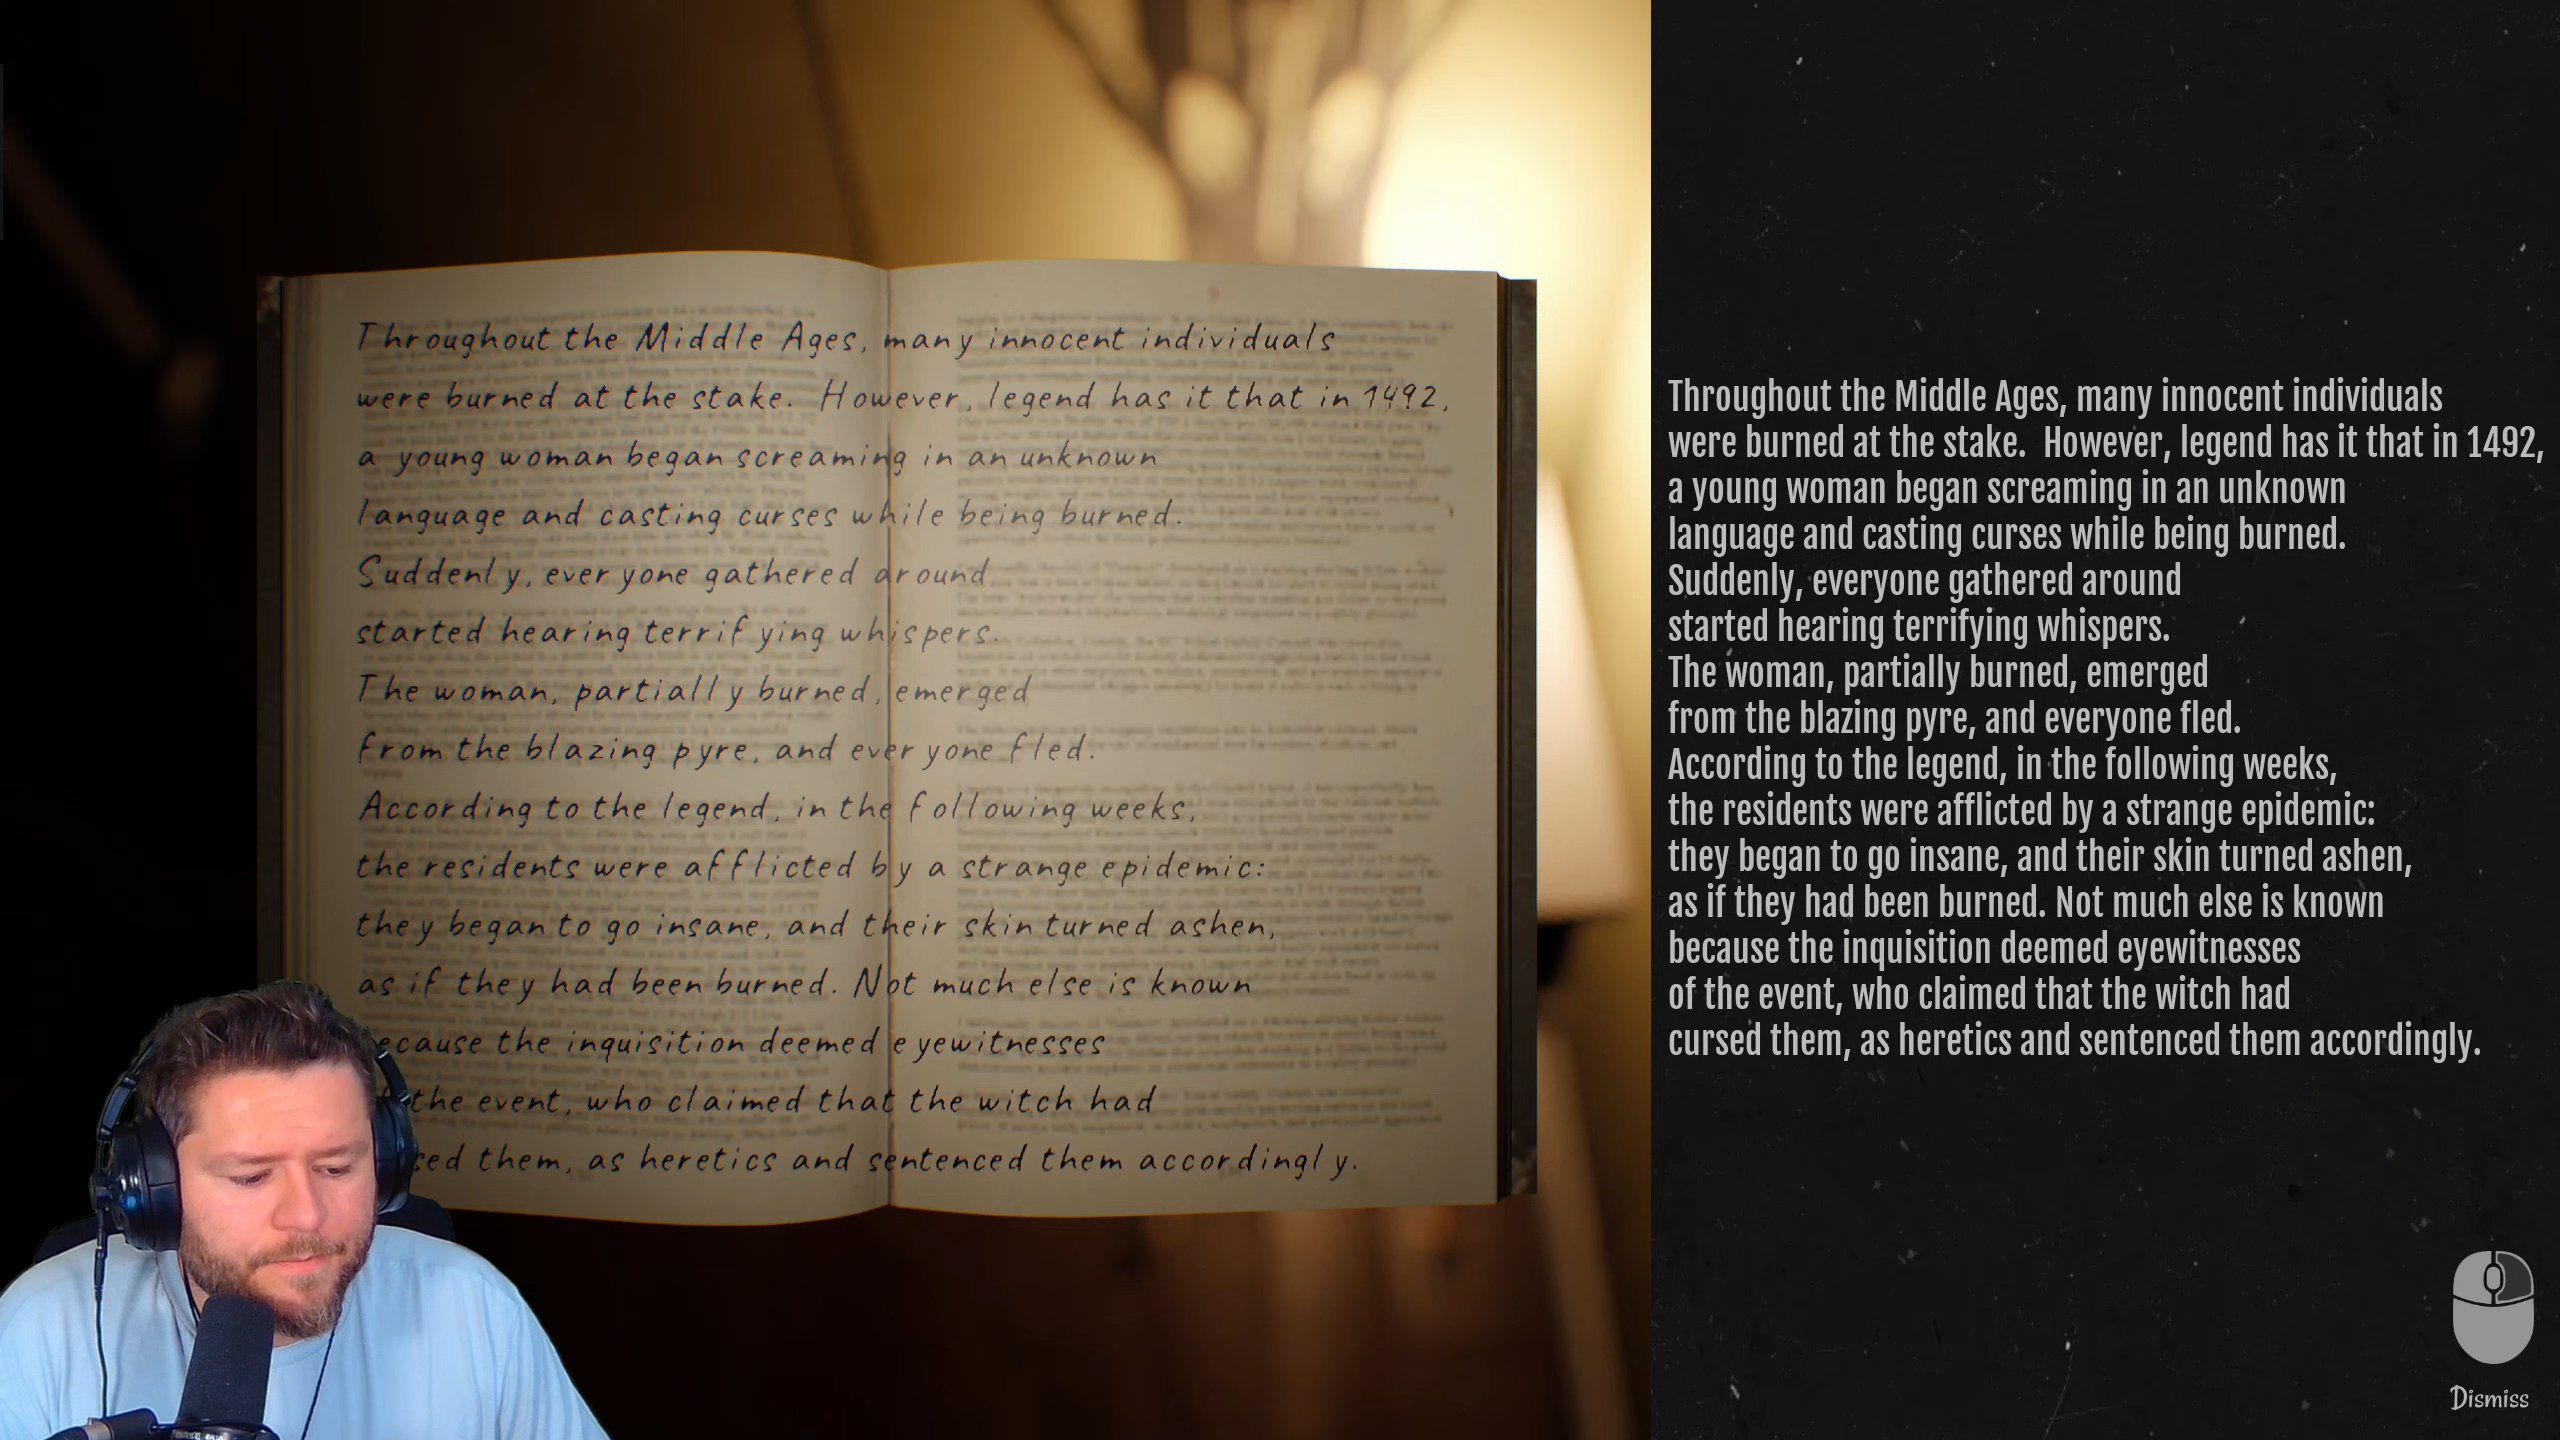 Throughout the Middle Ages, many innocent individuals
were burned at the stake.  However, legend has it that in 1492,
a young woman began screaming in an unknown
language and casting curses while being burned.
Suddenly, everyone gathered around
started hearing terrifying whispers.
The woman, partially burned, emerged
from the blazing pyre, and everyone fled.
According to the legend, in the following weeks,
the residents were afflicted by a strange epidemic:
they began to go insane, and their skin turned ashen,
as if they had been burned. Not much else is known
ecause the inquisition deemed eyewitnesses
the event, who claimed that the witch had
sed them, as heretics and sentenced them accordingly.
Throughout the Middle Ages, many innocent individuals
were burned at the stake.  However, legend has it that in 1492,
a young woman began screaming in an unknown
language and casting curses while being burned.
Suddenly, everyone gathered around
started hearing terrifying whispers.
The woman, partially burned, emerged
from the blazing pyre, and everyone fled.
According to the legend, in the following weeks,
the residents were afflicted by a strange epidemic:
they began to go insane, and their skin turned ashen,
as if they had been burned. Not much else is known
because the inquisition deemed eyewitnesses
of the event, who claimed that the witch had
cursed them, as heretics and sentenced them accordingly.
Dismiss